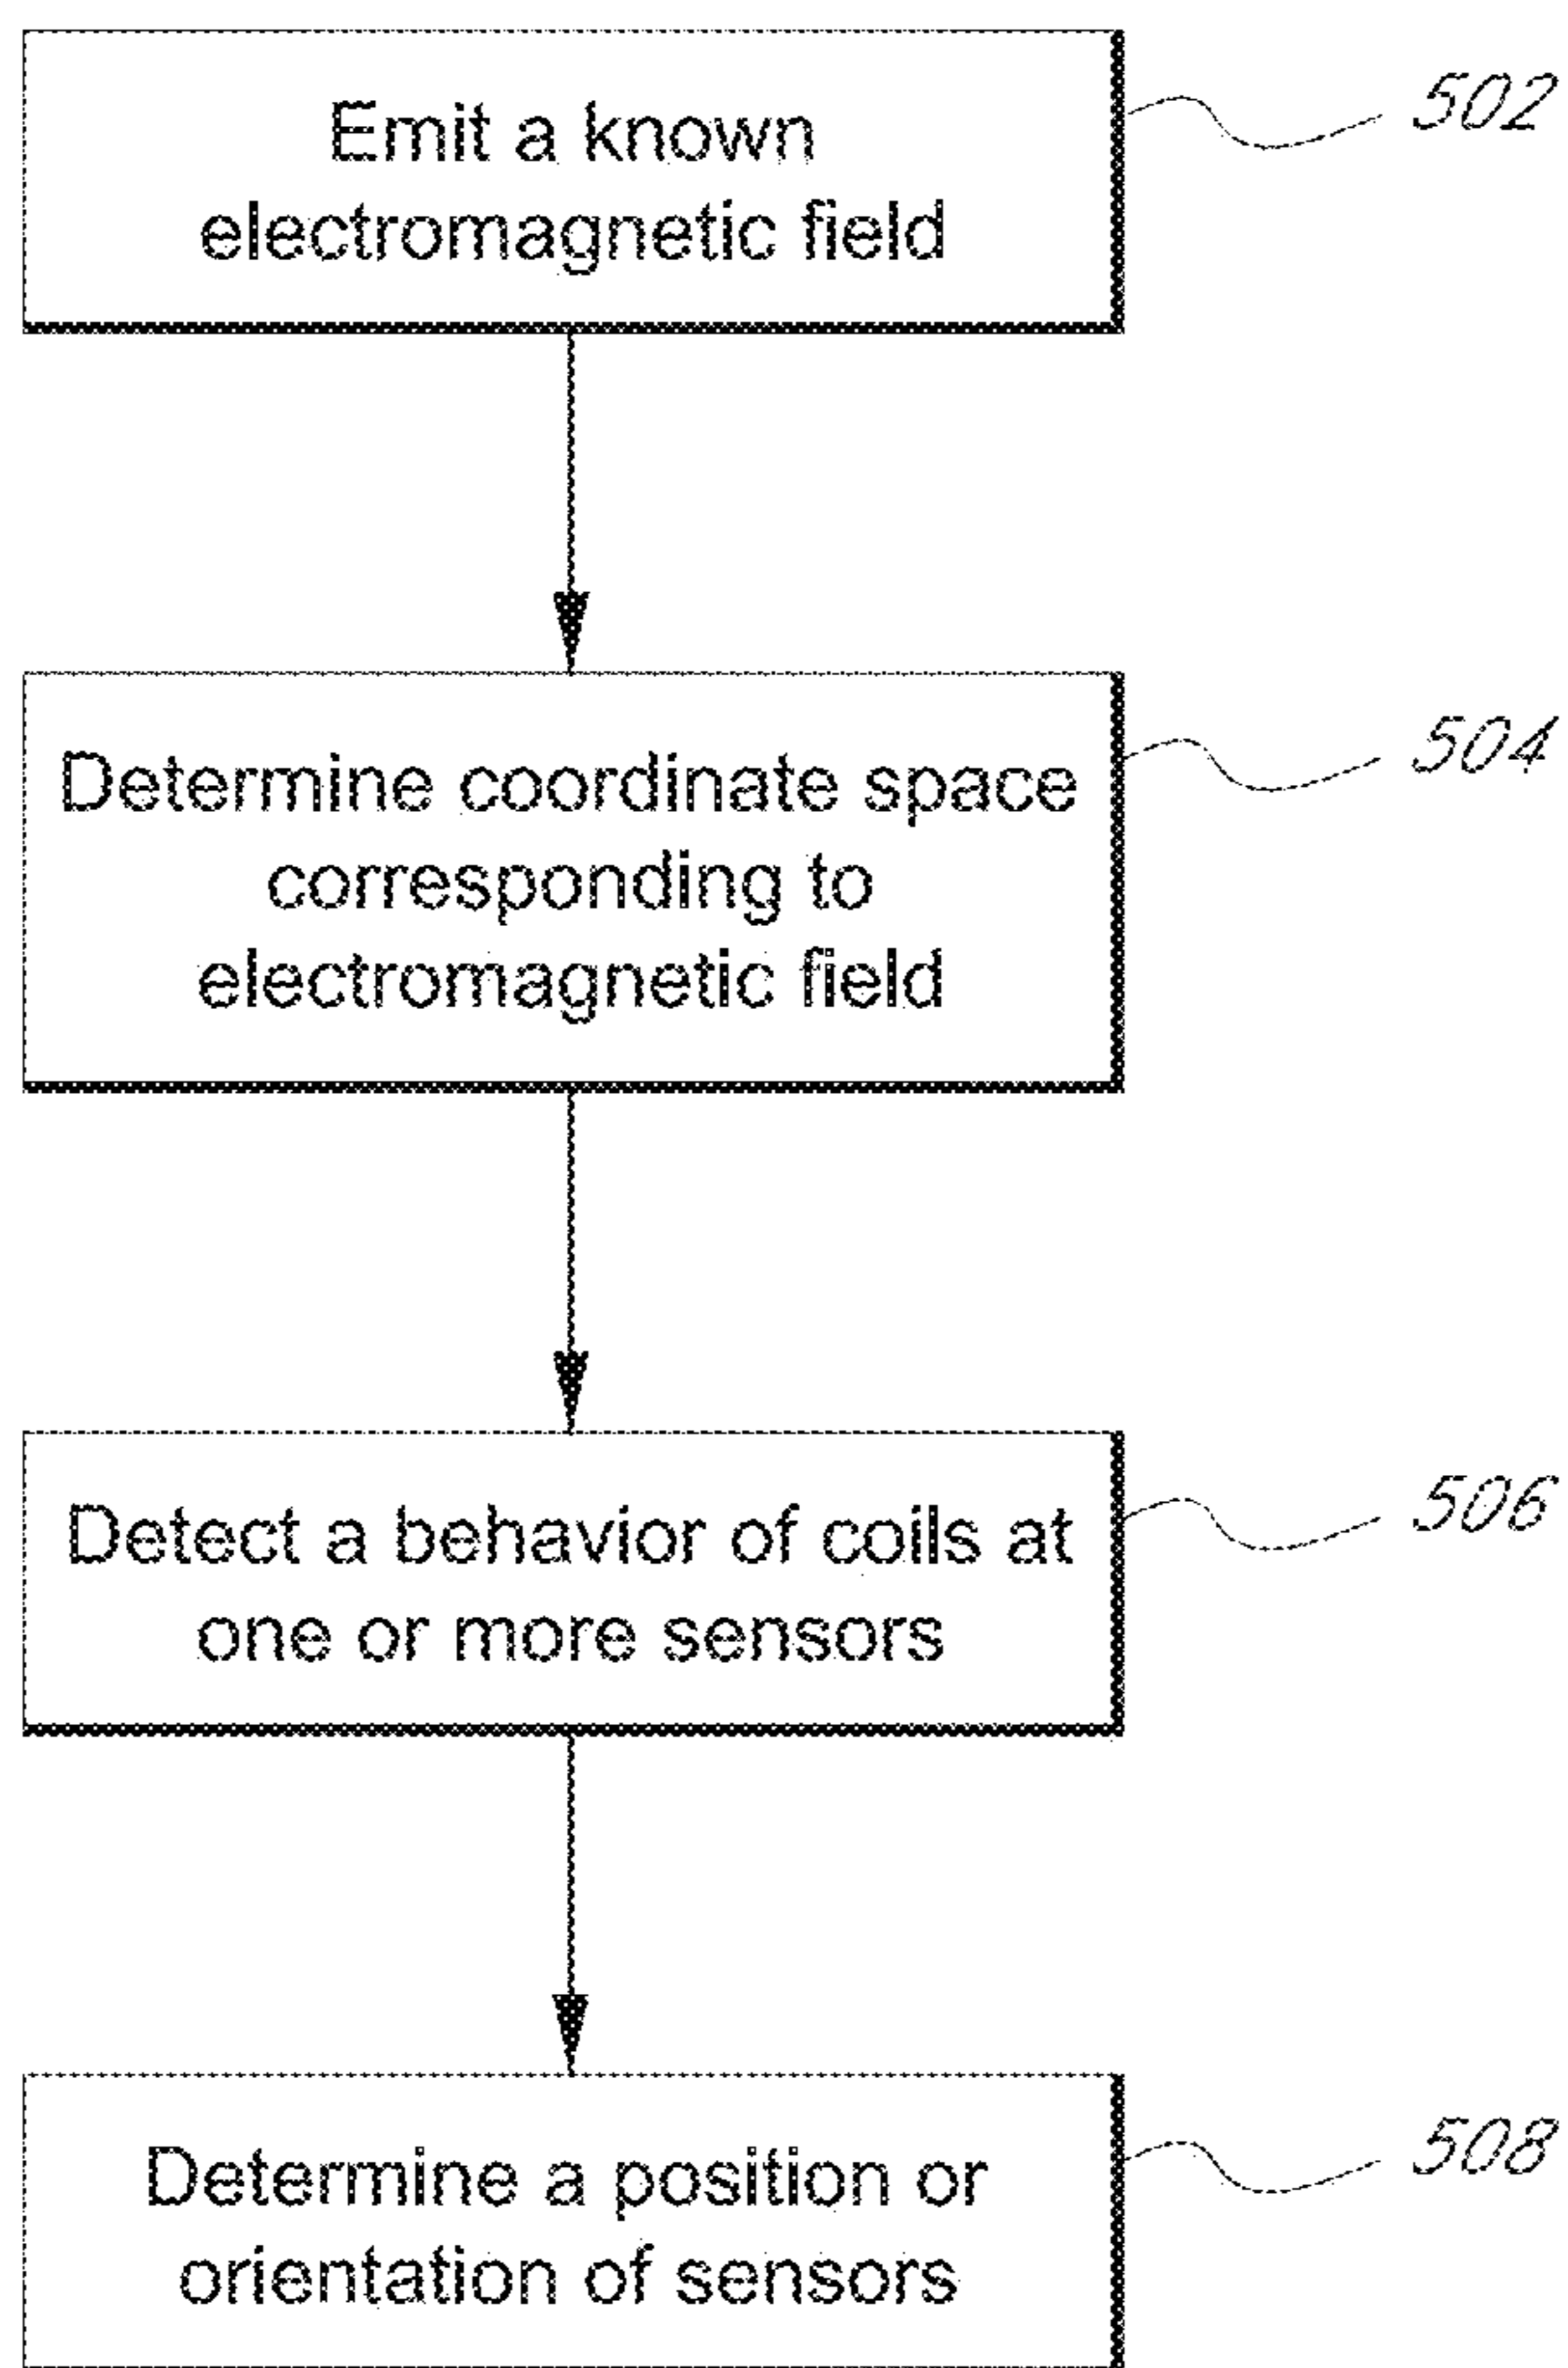 Emit a known
electromagnetic field
502
Determine coordinate space
corresponding to
electromagnetic field
504
Detect a behavior of coils at
one or more sensors
506
Determine a position or
orientation of sensors
508